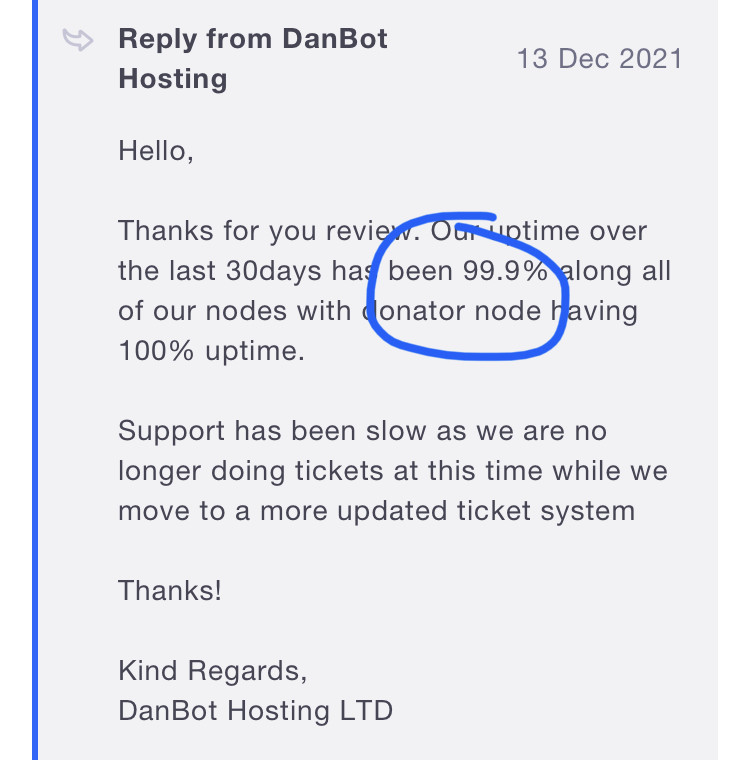 Reply from DanBot
Hosting
13 Dec 2021
Hello,
Thanks for you review. Our uptime over
the last 30days has been 99.9% along all
of our nodes with donator node having
100% uptime.
Support has been slow as we are no
longer doing tickets at this time while we
move to a more updated ticket system
Thanks!
Kind Regards,
DanBot Hosting LTD